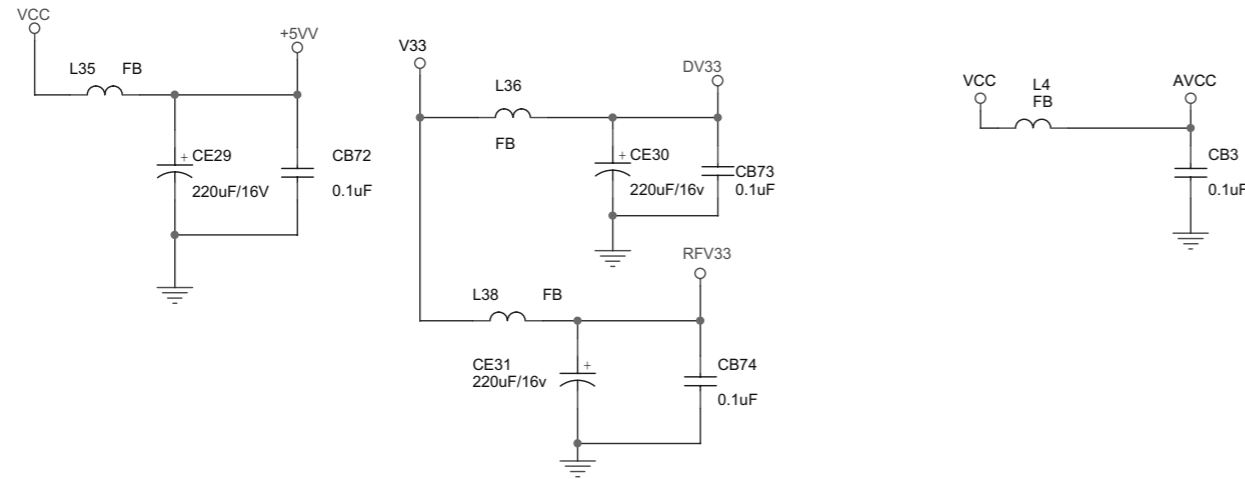 VCC
+5VV
L35 FB
+ CE29
220uF/16V
CB72
0.1uF
V33
DV33
L36
FB
+ CE30
220uF/16v
CB73
0.1uF
RFV33
L38 FB
CE31
220uF/16v
+
CB74
0.1uF
VCC
L4
FB
AVCC
CB3
0.1uF